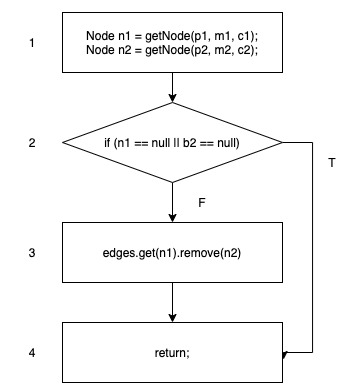 1
Node n1 = getNode(p1, m1, c1);
Node n2 = getNode(p2, m2, c2);
2
if (n1 == null || b2 == null)
T
F
3
edges.get(n1).remove(n2)
4
return;